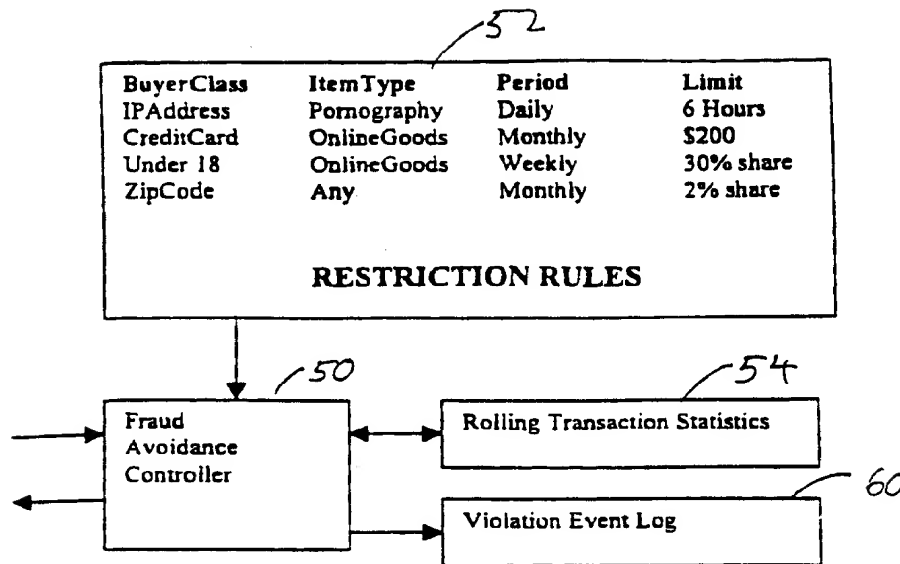 52
BuyerClass ItemType Period Limit
IPAddress Pornography Daily 6 Hours
CreditCard OnlineGoods Monthly $200
Under 18 OnlineGoods Weekly 30% share
ZipCode Any Monthly 2% share
RESTRICTION RULES
50
54
Fraud
Avoidance
Controller
Rolling Transaction Statistics
60
Violation Event Log